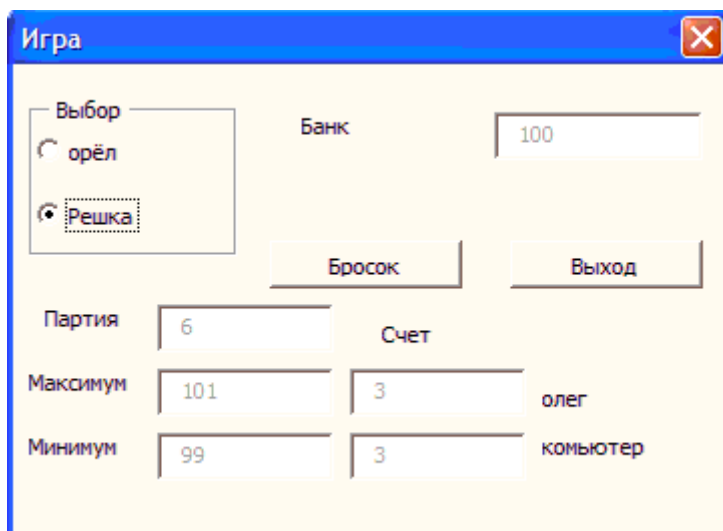 Игра
Выбор
орёл
Решка
Банк 100
Бросок Выход
Партия 6 Счет
Максимум 101 3 олег
Минимум 99 3 комьютер